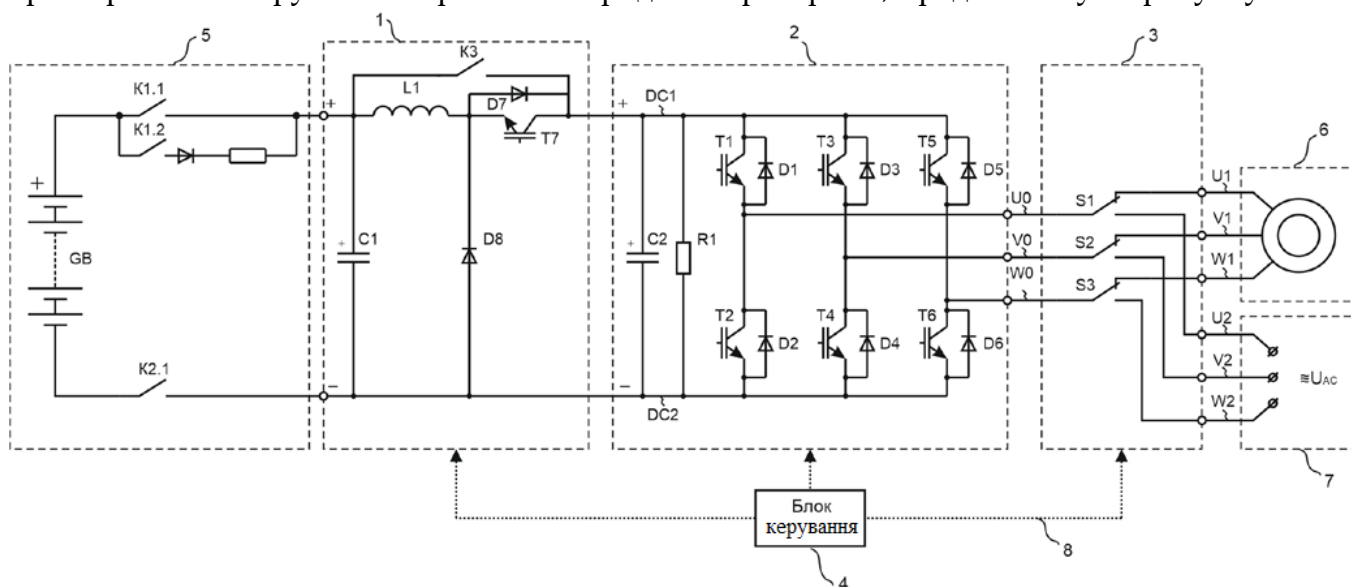 5
1
2
3
6
K1.1
K1.2
K3
L1
D7
T7
D8
C1
GB
K2.1
+
−
DC1
DC2
C2
R1
T1
D1
T3
D3
T5
D5
T2
D2
T4
D4
T6
D6
U0
V0
W0
S1
S2
S3
U1
V1
W1
U2
V2
W2
≅UAC
7
Блок
керування
8
4